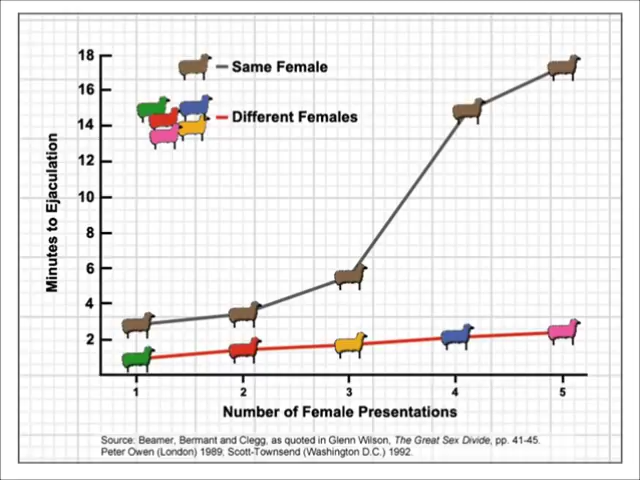 18
Same Female
16
Different Females
14
12
10
8
6
4
2
Minutes to Ejaculation
1 2 3 4 5
Number of Female Presentations
Source: Beamer, Bermant and Clegg, as quoted in Glenn Wilson, The Great Sex Divide, pp. 41-45.
Peter Owen (London) 1989; Scott-Townsend (Washington D.C.) 1992.